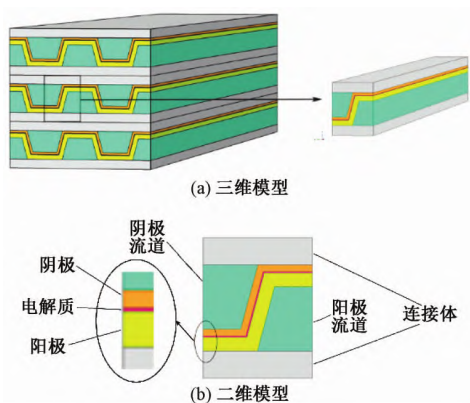 (a) 三维模型
阴极
流道
阴极
电解质
阳极
阳极
流道
连接体
(b) 二维模型